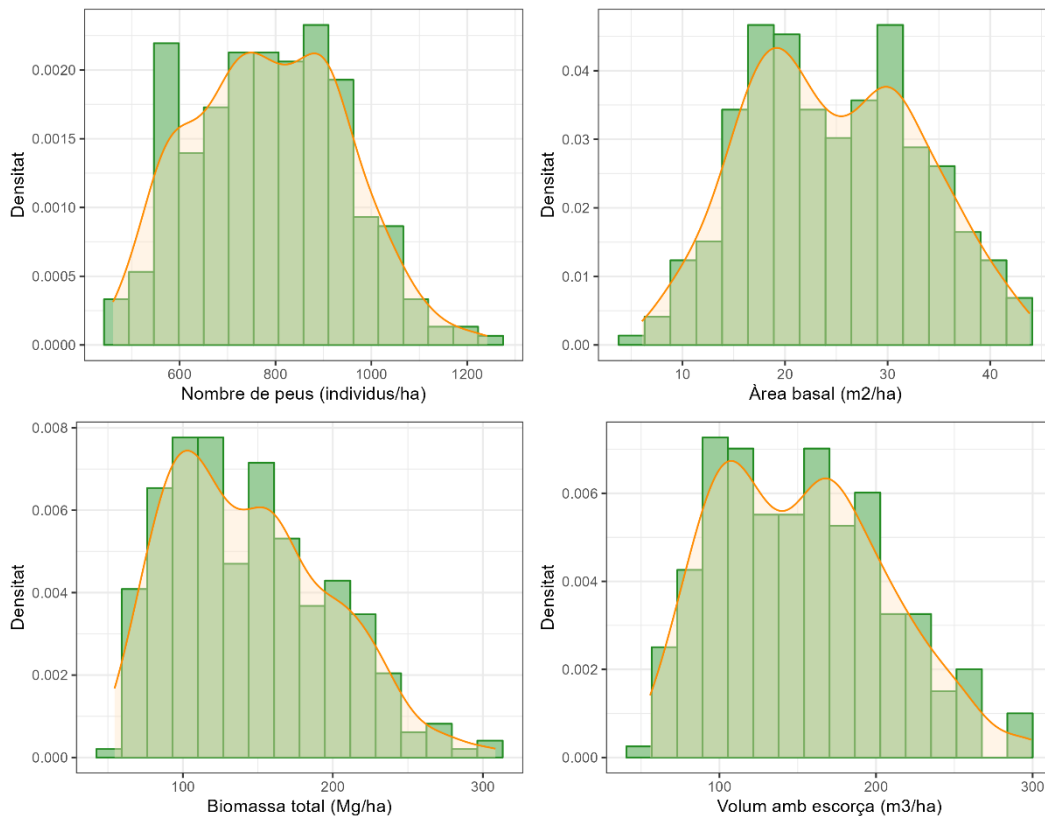 0.0020
0.0015
0.0010
0.0005
0.0000
Densitat
600 800 1000 1200
Nombre de peus (individus/ha)
0.04
0.03
0.02
0.01
0.00
Densitat
10 20 30 40
Àrea basal (m2/ha)
0.008
0.006
0.004
0.002
0.000
Densitat
100 200 300
Biomassa total (Mg/ha)
0.006
0.004
0.002
0.000
Densitat
100 200 300
Volum amb escorça (m3/ha)